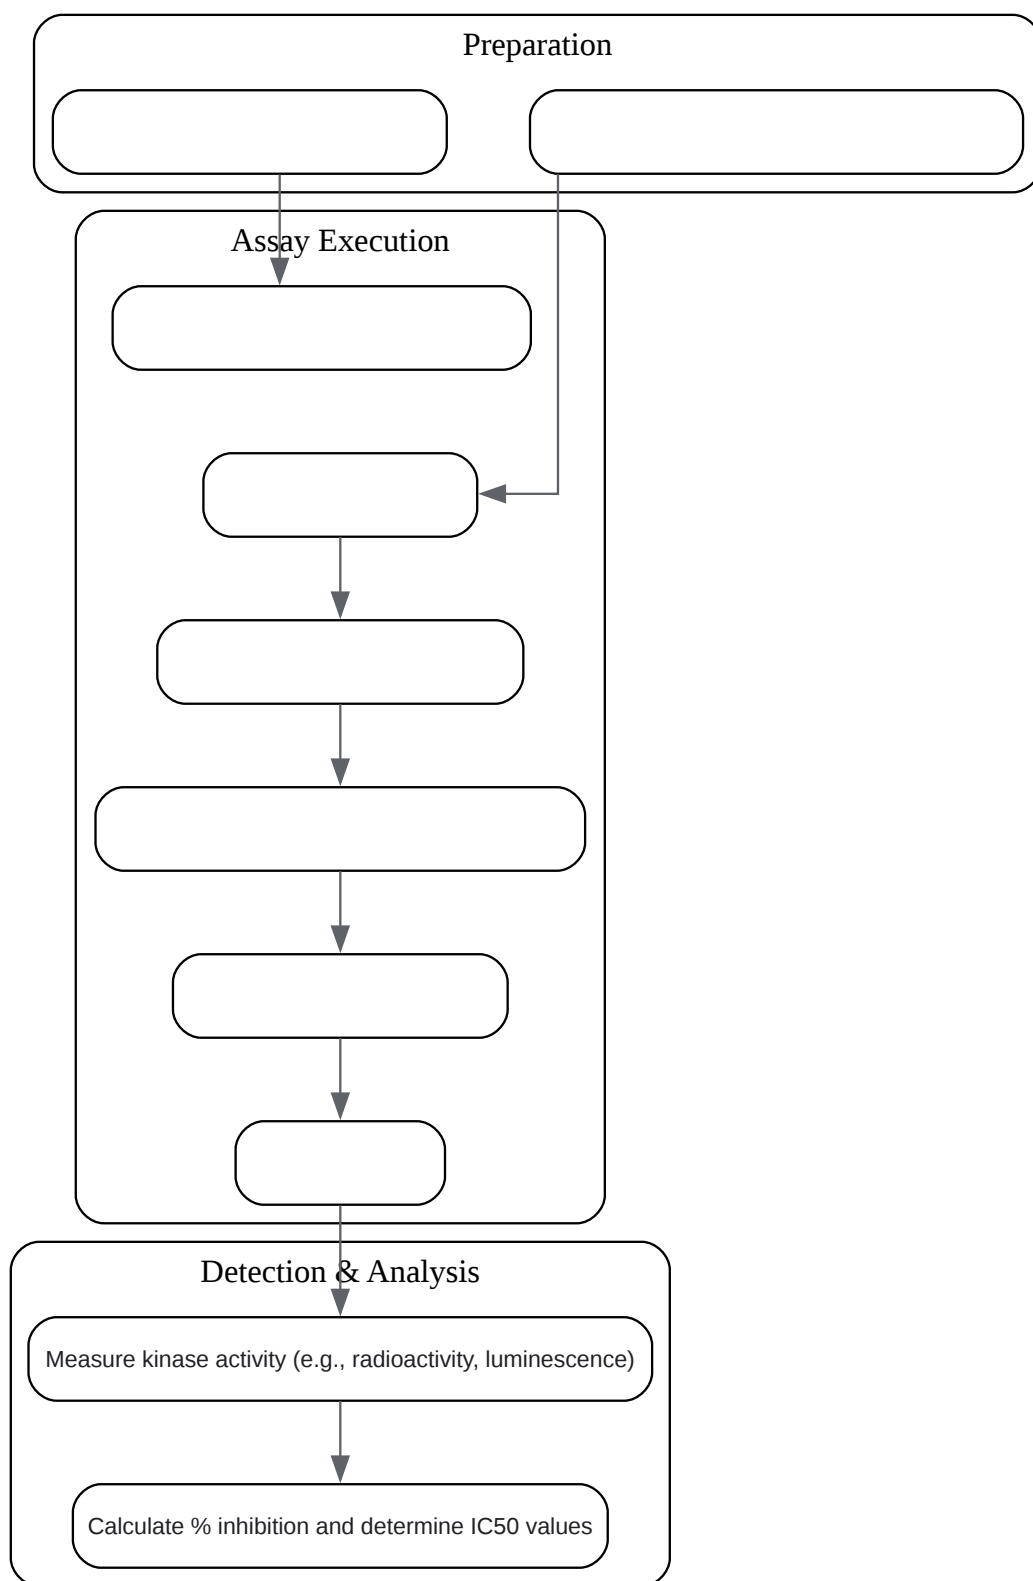 Preparation
Assay Execution
Detection & Analysis
Measure kinase activity (e.g., radioactivity, luminescence)
Calculate % inhibition and determine IC50 values